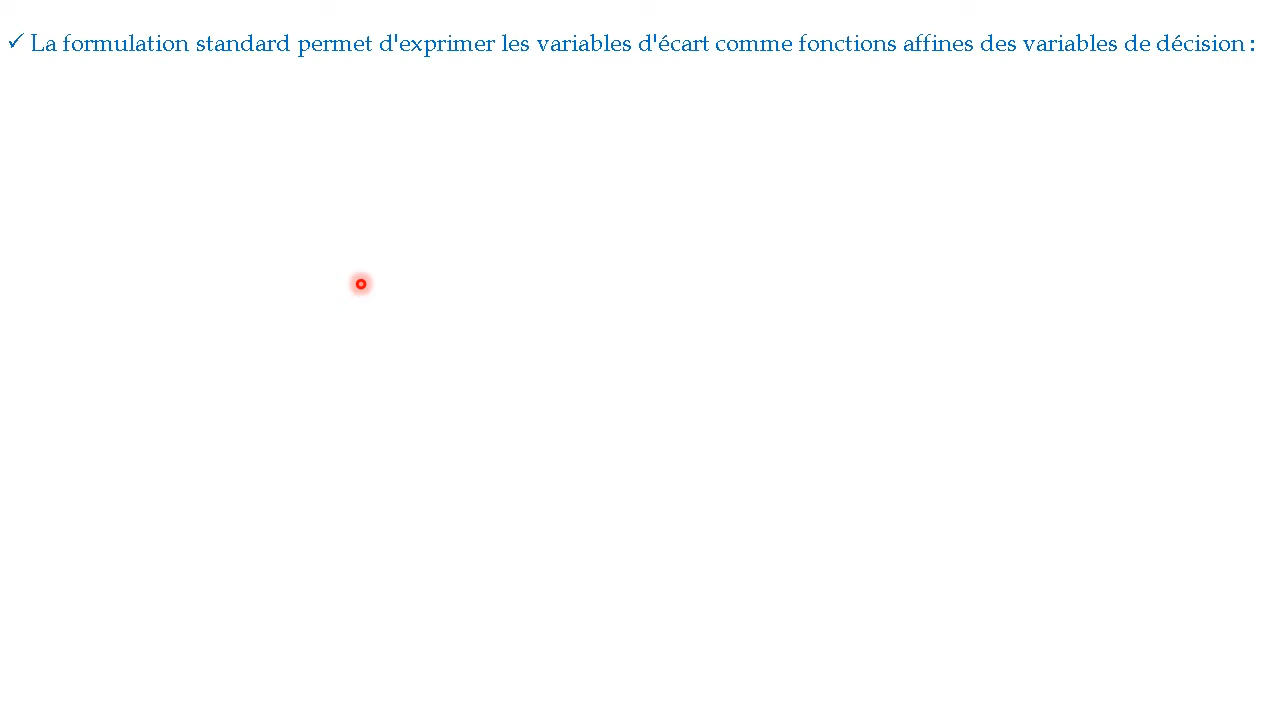 ✓ La formulation standard permet d'exprimer les variables d'écart comme fonctions affines des variables de décision :